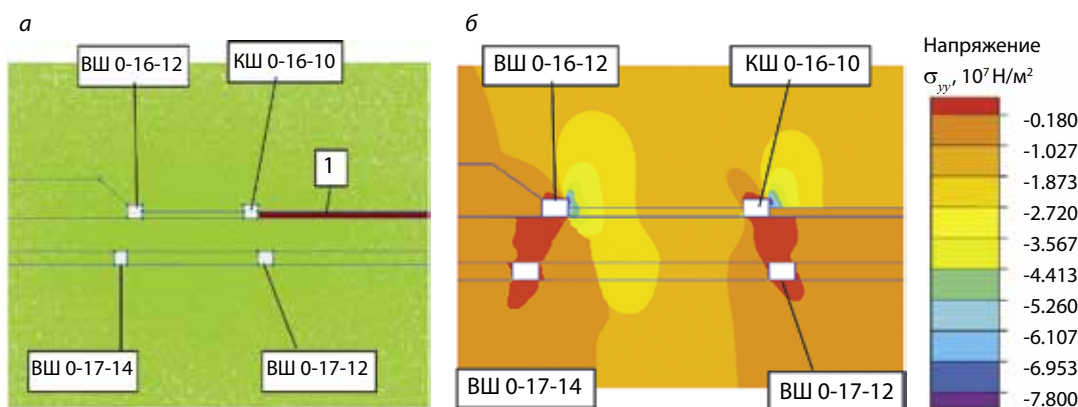 а
б
ВШ 0-16-12
КШ 0-16-10
1
ВШ 0-17-14
ВШ 0-17-12
ВШ 0-16-12
КШ 0-16-10
ВШ 0-17-14
ВШ 0-17-12
Напряжение
σyy, 10⁷ Н/м²
-0.180
-1.027
-1.873
-2.720
-3.567
-4.413
-5.260
-6.107
-6.953
-7.800